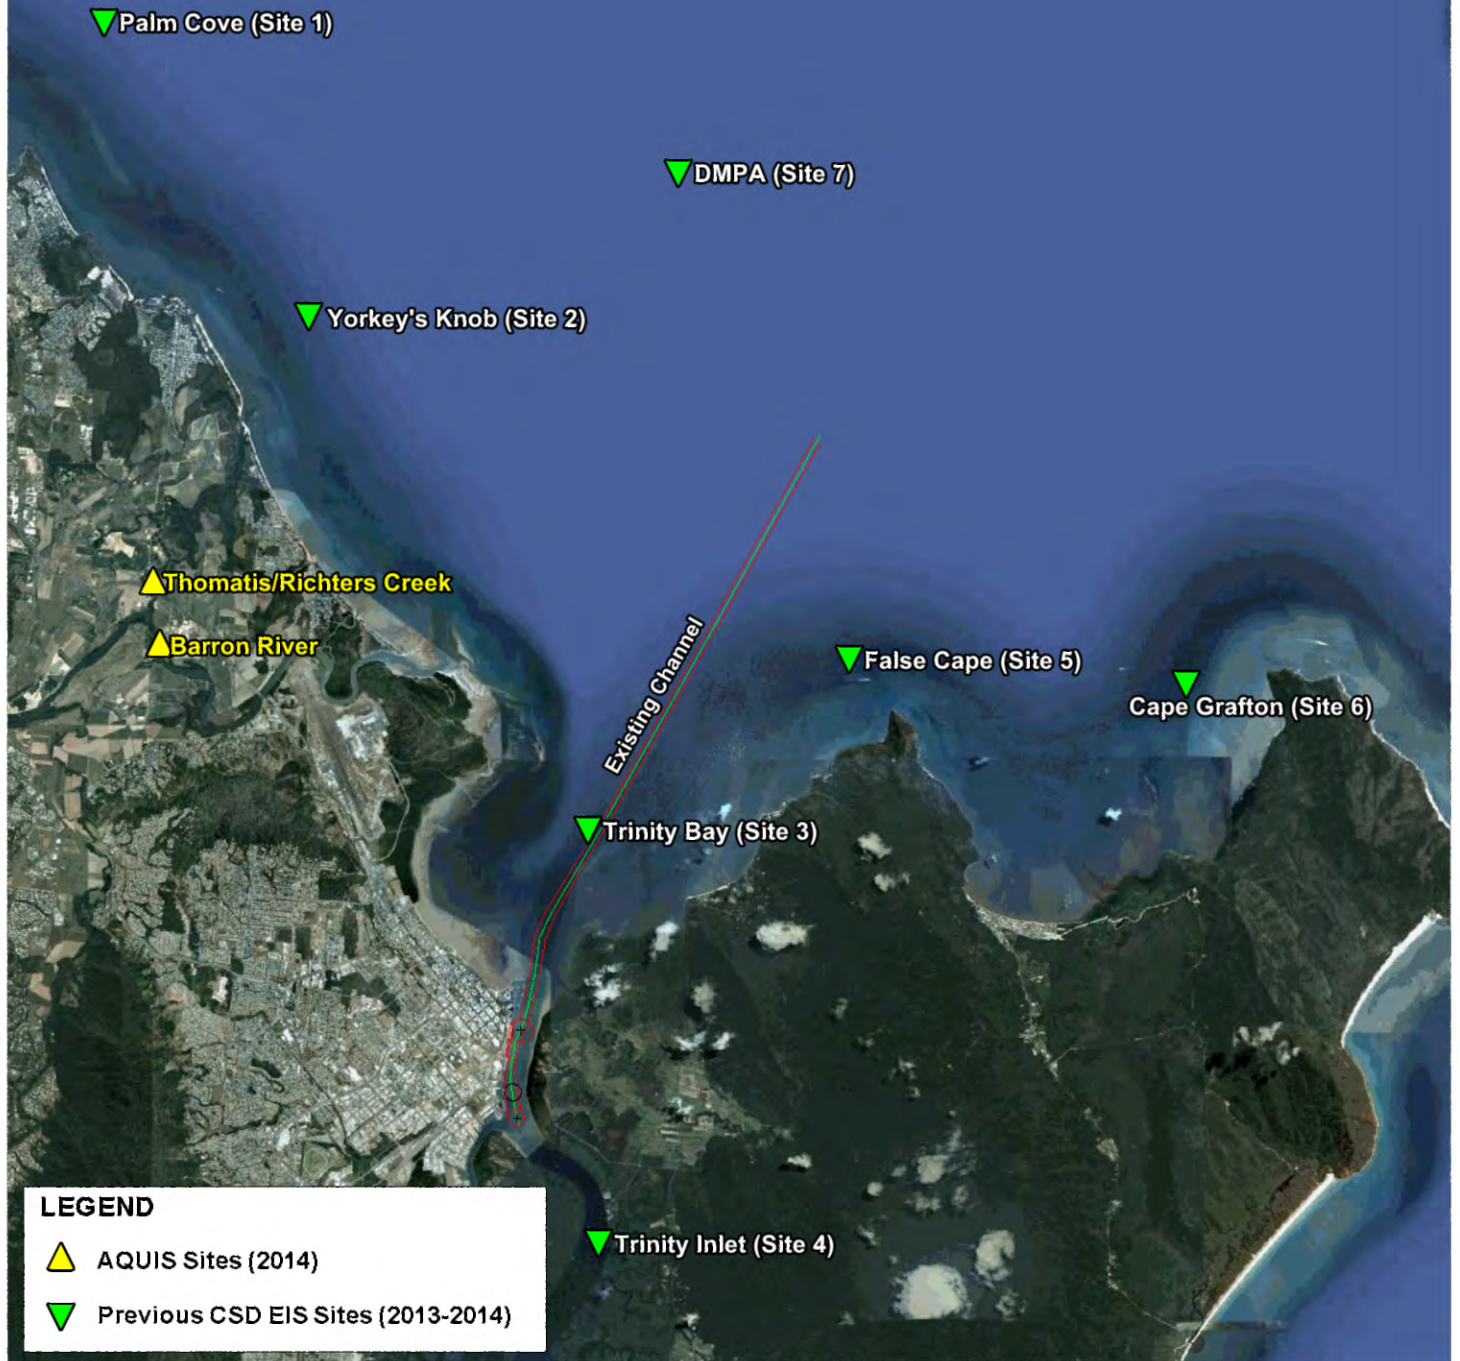 Palm Cove (Site 1)
DMPA (Site 7)
Yorkey's Knob (Site 2)
Thomatis/Richters Creek
Barron River
Existing Channel
False Cape (Site 5)
Cape Grafton (Site 6)
Trinity Bay (Site 3)
Trinity Inlet (Site 4)
LEGEND
AQUIS Sites (2014)
Previous CSD EIS Sites (2013-2014)